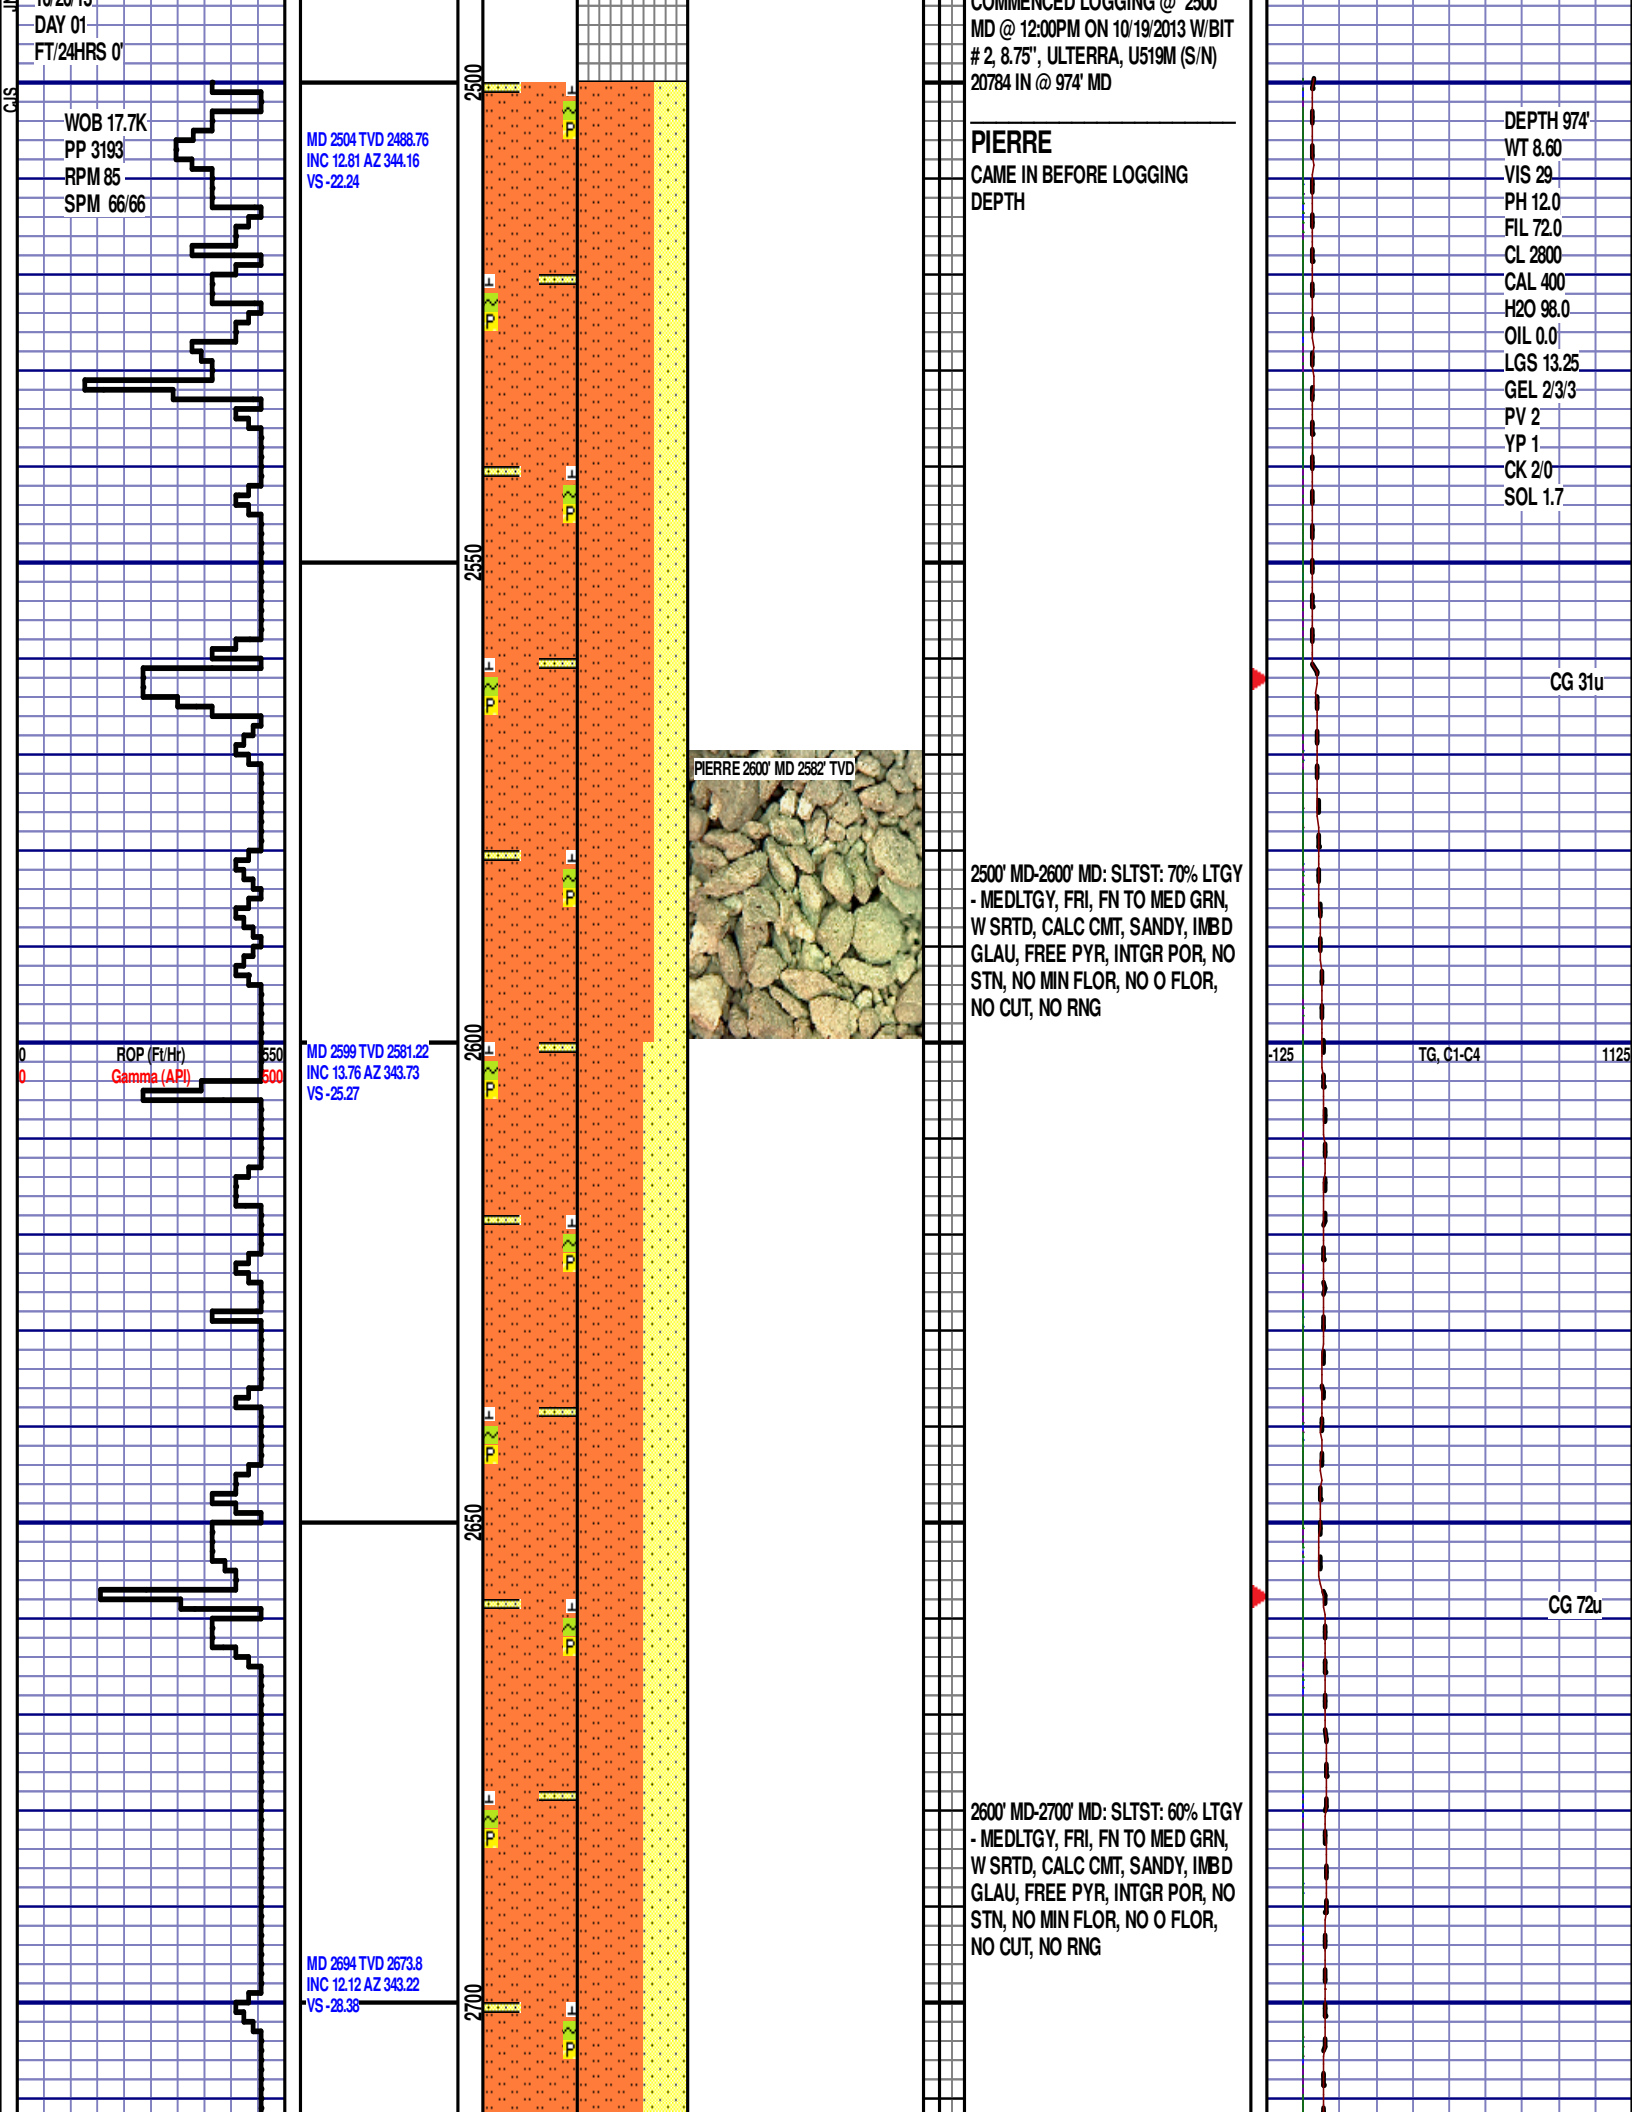 DAY 01
FT/24HRS 0'
CJS
WOB 17.7K
PP 3193
RPM 85
SPM 66/66
MD 2504 TVD 2488.76
INC 12.81 AZ 344.16
VS -22.24
2500
COMMENCED LOGGING @ 2500'
MD @ 12:00PM ON 10/19/2013 W/BIT
# 2, 8.75", ULTERRA, U519M (S/N)
20784 IN @ 974' MD
PIERRE
CAME IN BEFORE LOGGING
DEPTH
DEPTH 974'
WT 8.60
VIS 29
PH 12.0
FIL 72.0
CL 2800
CAL 400
H2O 98.0
OIL 0.0
LGS 13.25
GEL 2/3/3
PV 2
YP 1
CK 2/0
SOL 1.7
P
P
P
2550
P
CG 31u
PIERRE 2600' MD 2582' TVD
P
2500' MD-2600' MD: SLTST: 70% LTGY
- MEDLTGY, FRI, FN TO MED GRN,
W SRTD, CALC CMT, SANDY, IMBD
GLAU, FREE PYR, INTGR POR, NO
STN, NO MIN FLOR, NO O FLOR,
NO CUT, NO RNG
2600
0 ROP (Ft/Hr) 550
0 Gamma (API) 500
MD 2599 TVD 2581.22
INC 13.76 AZ 343.73
VS -25.27
-125 TG, C1-C4 1125
P
P
P
2650
P
CG 72u
P
2600' MD-2700' MD: SLTST: 60% LTGY
- MEDLTGY, FRI, FN TO MED GRN,
W SRTD, CALC CMT, SANDY, IMBD
GLAU, FREE PYR, INTGR POR, NO
STN, NO MIN FLOR, NO O FLOR,
NO CUT, NO RNG
MD 2694 TVD 2673.8
INC 12.12 AZ 343.22
VS -28.38
2700
P